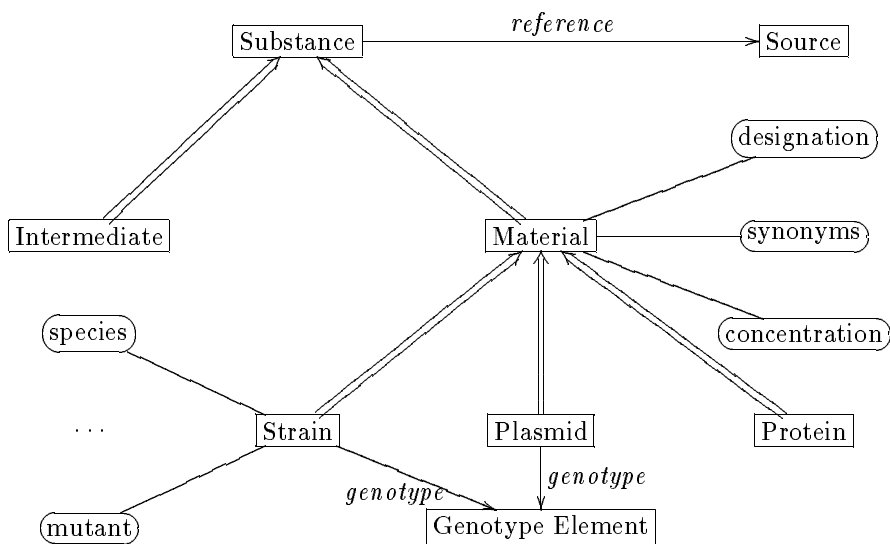 reference
Substance
Source
designation
Intermediate
Material
synonyms
species
concentration
...
Strain
Plasmid
Protein
genotype
genotype
mutant
Genotype Element